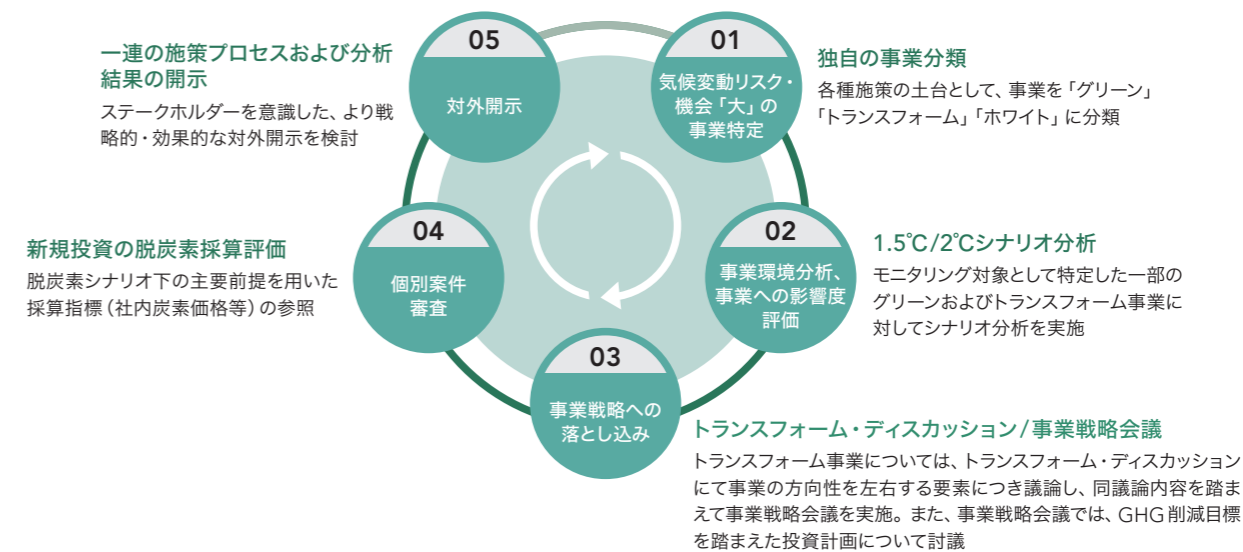 01
気候変動リスク・
機会「大」の
事業特定
独自の事業分類
各種施策の土台として、事業を「グリーン」
「トランスフォーム」「ホワイト」に分類
02
事業環境分析、
事業への影響度
評価
1.5℃/2℃シナリオ分析
モニタリング対象として特定した一部の
グリーンおよびトランスフォーム事業に
対してシナリオ分析を実施
03
事業戦略への
落とし込み
トランスフォーム・ディスカッション/事業戦略会議
トランスフォーム事業については、トランスフォーム・ディスカッション
にて事業の方向性を左右する要素につき議論し、同議論内容を踏ま
えて事業戦略会議を実施。また、事業戦略会議では、GHG削減目標
を踏まえた投資計画について討議
04
個別案件
審査
新規投資の脱炭素採算評価
脱炭素シナリオ下の主要前提を用いた
採算指標（社内炭素価格等）の参照
05
対外開示
一連の施策プロセスおよび分析
結果の開示
ステークホルダーを意識した、より戦
略的・効果的な対外開示を検討